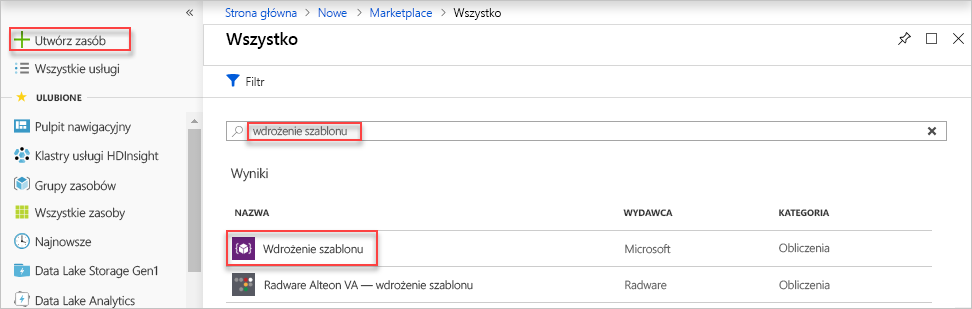 «
Utwórz zasób
Wszystkie usługi
ULUBIONE
Pulpit nawigacyjny
Klastry usługi HDInsight
Grupy zasobów
Wszystkie zasoby
Najnowsze
Data Lake Storage Gen1
Data Lake Analytics
Strona główna > Nowe > Marketplace > Wszystko
Wszystko
Filtr
wdrożenie szablonu
Wyniki
NAZWA WYDAWCA KATEGORIA
Wdrożenie szablonu Microsoft Obliczenia
Radware Alteon VA — wdrożenie szablonu Radware Obliczenia